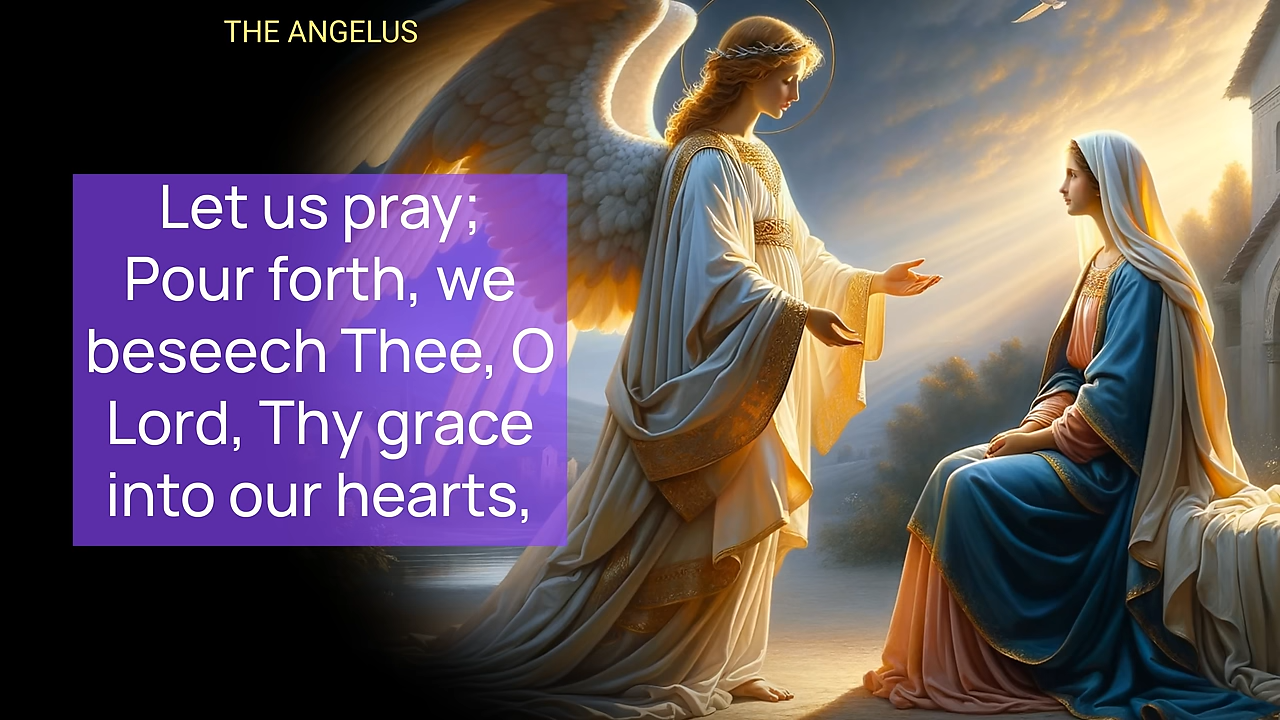 THE ANGELUS
Let us pray;
Pour forth, we
beseech Thee, O
Lord, Thy grace
into our hearts,